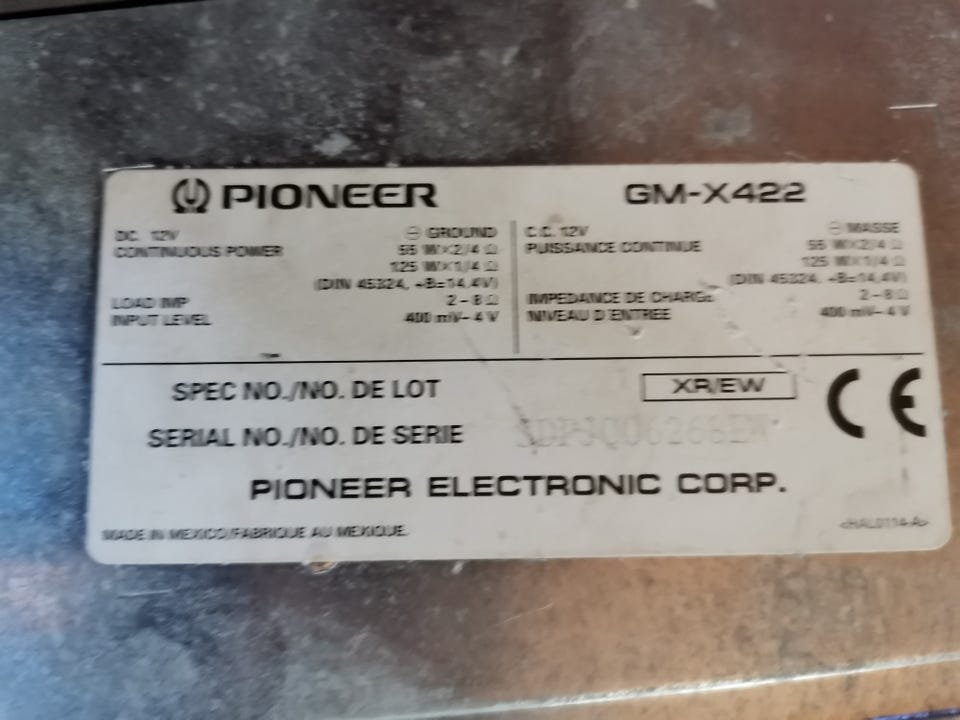 PIONEER
GM-X422
DC. 12V ⊖ GROUND
CONTINUOUS POWER 55 W×2/4 Ω
125 W×1/4 Ω
(DIN 45324, +B=14.4V)
LOAD IMP 2–8 Ω
INPUT LEVEL 400 mV–4 V
C.C. 12V ⊖ MASSE
PUISSANCE CONTINUE 55 W×2/4 Ω
125 W×1/4 Ω
(DIN 45324, +B=14.4V)
IMPEDANCE DE CHARGE 2–8 Ω
NIVEAU D'ENTREE 400 mV–4 V
SPEC NO./NO. DE LOT XR/EW
SERIAL NO./NO. DE SERIE
CE
PIONEER ELECTRONIC CORP.
MADE IN MEXICO/FABRIQUE AU MEXIQUE.
<HAL0114-A>